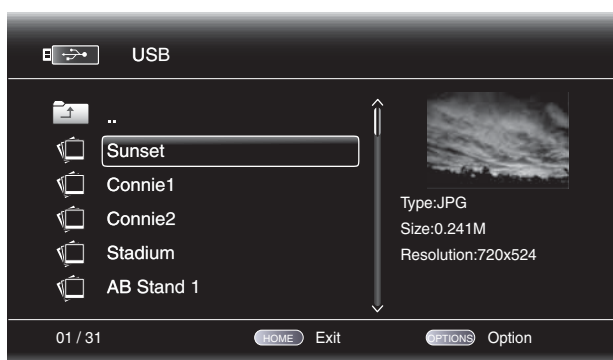 USB
..
Sunset
Connie1
Connie2
Stadium
AB Stand 1
Type:JPG
Size:0.241M
Resolution:720x524
01 / 31
HOME Exit
OPTIONS Option